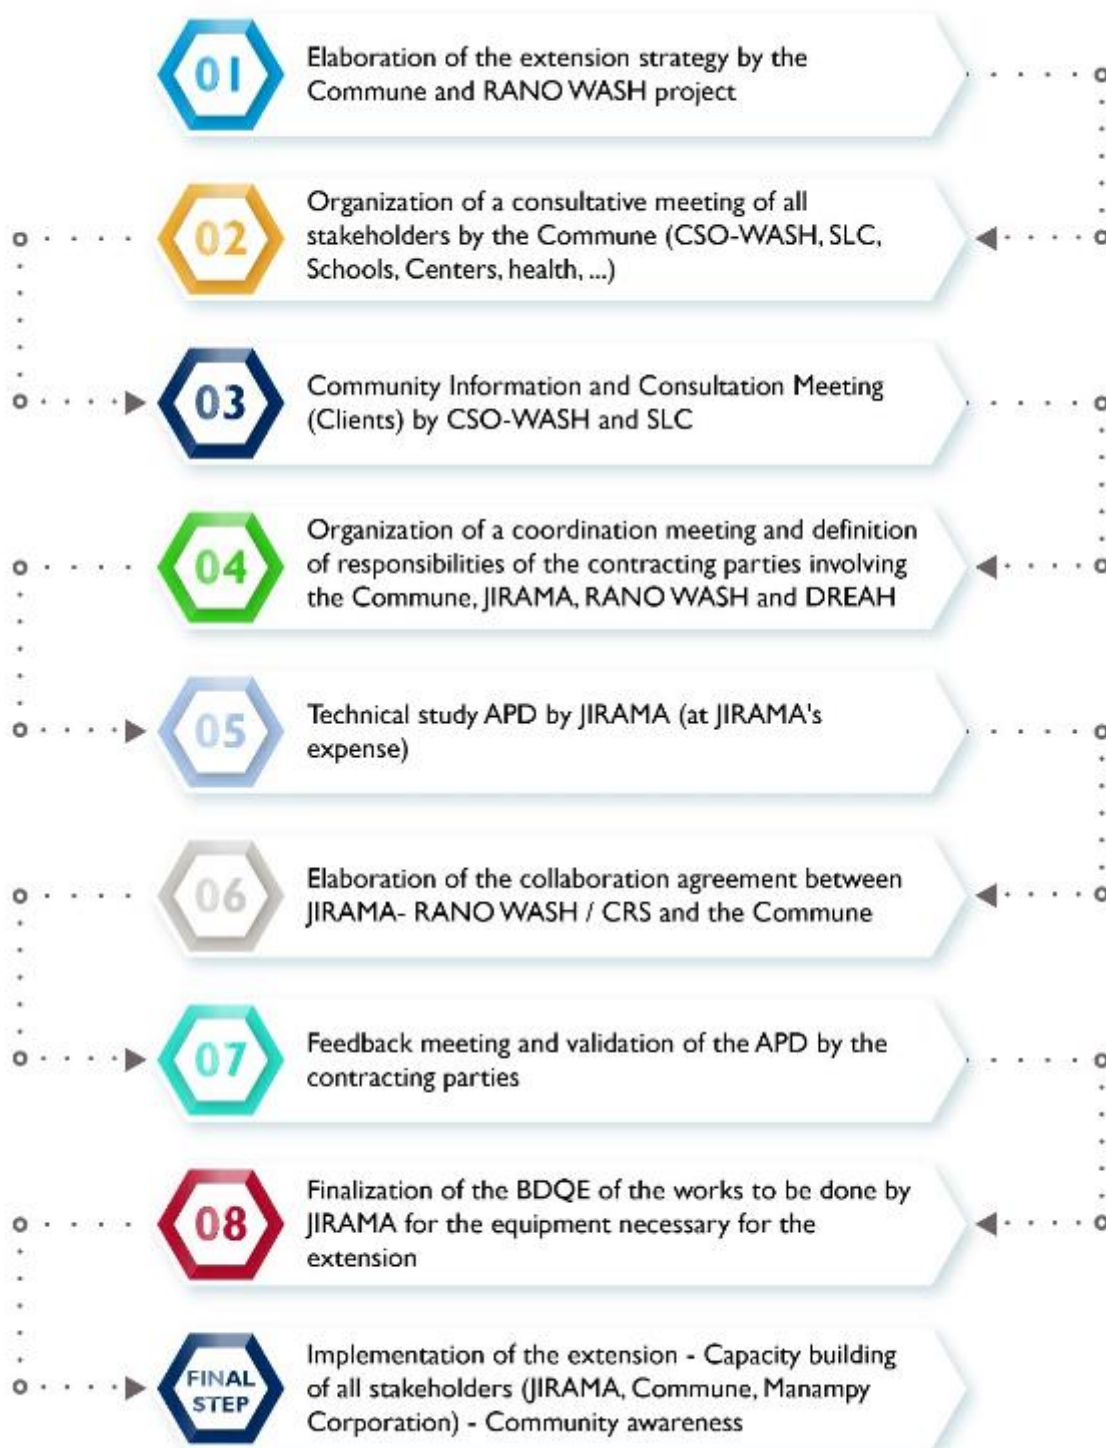 01
Elaboration of the extension strategy by the
Commune and RANO WASH project
02
Organization of a consultative meeting of all
stakeholders by the Commune (CSO-WASH, SLC,
Schools, Centers, health, ...)
03
Community Information and Consultation Meeting
(Clients) by CSO-WASH and SLC
04
Organization of a coordination meeting and definition
of responsibilities of the contracting parties involving
the Commune, JIRAMA, RANO WASH and DREAH
05
Technical study APD by JIRAMA (at JIRAMA's
expense)
06
Elaboration of the collaboration agreement between
JIRAMA- RANO WASH / CRS and the Commune
07
Feedback meeting and validation of the APD by the
contracting parties
08
Finalization of the BDQE of the works to be done by
JIRAMA for the equipment necessary for the
extension
FINAL
STEP
Implementation of the extension - Capacity building
of all stakeholders (JIRAMA, Commune, Manampy
Corporation) - Community awareness